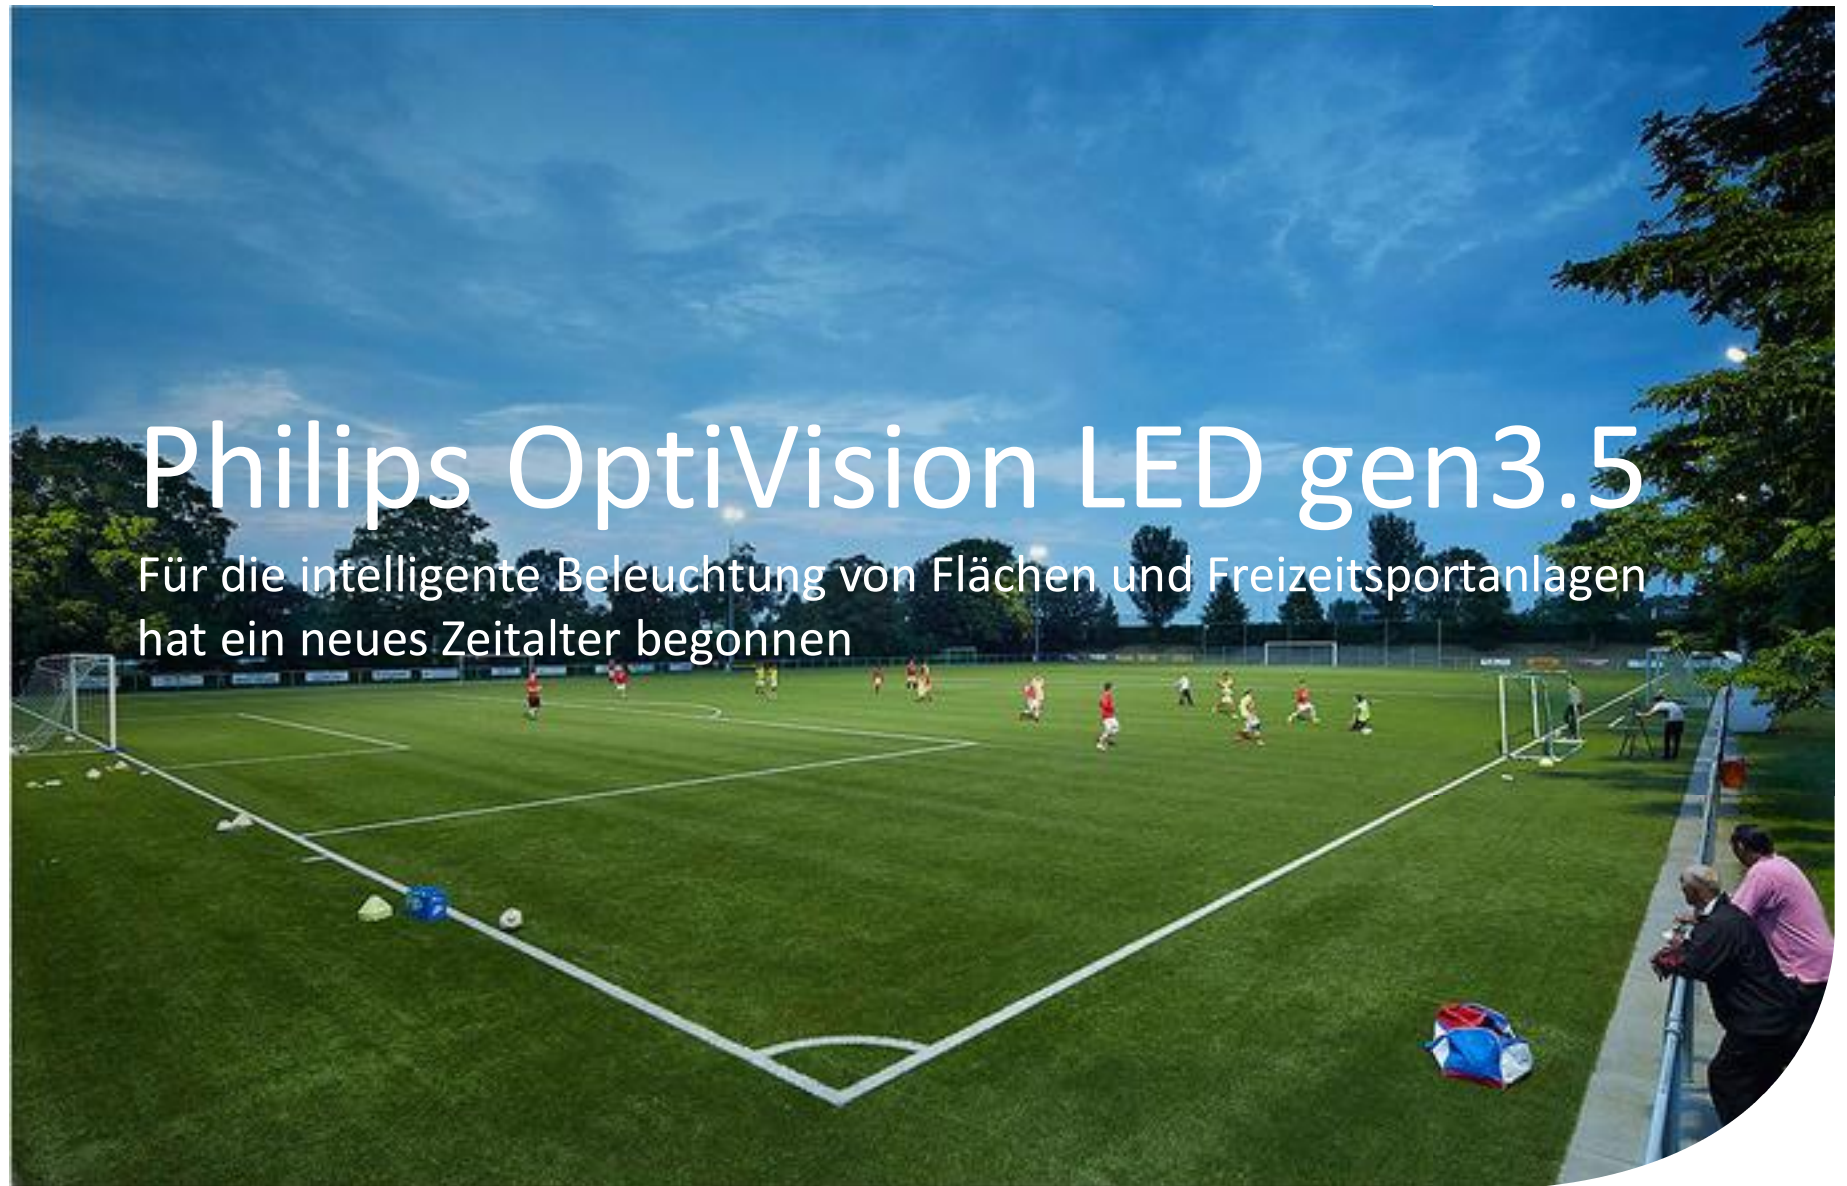 Philips OptiVision LED gen3.5
Für die intelligente Beleuchtung von Flächen und Freizeitsportanlagen
hat ein neues Zeitalter begonnen